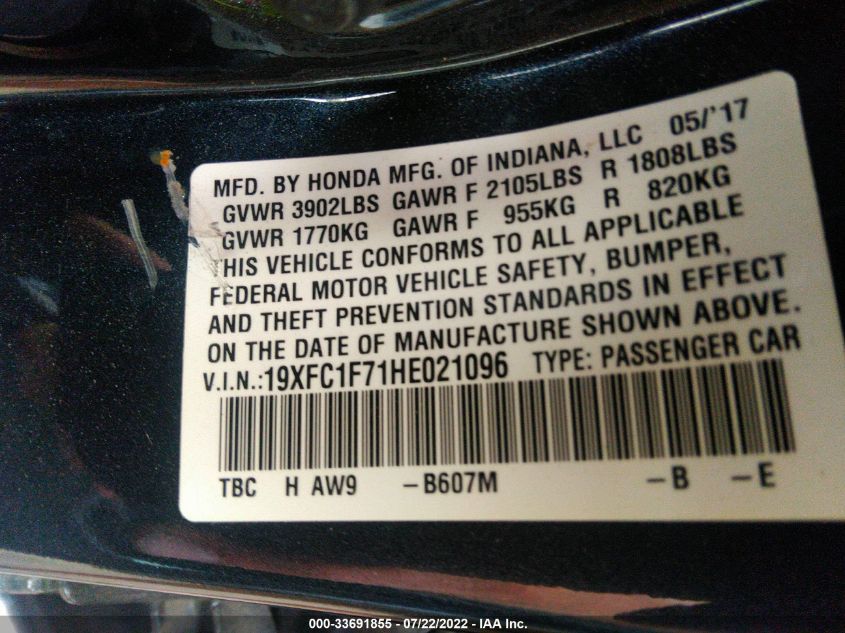 MFD. BY HONDA MFG. OF INDIANA, LLC 05/'17
GVWR 3902LBS GAWR F 2105LBS R 1808LBS
GVWR 1770KG GAWR F 955KG R 820KG
THIS VEHICLE CONFORMS TO ALL APPLICABLE
FEDERAL MOTOR VEHICLE SAFETY, BUMPER,
AND THEFT PREVENTION STANDARDS IN EFFECT
ON THE DATE OF MANUFACTURE SHOWN ABOVE.
V.I.N.:19XFC1F71HE021096 TYPE: PASSENGER CAR
TBC H AW9 -B607M -B -E
000-33691855 - 07/22/2022 - IAA Inc.